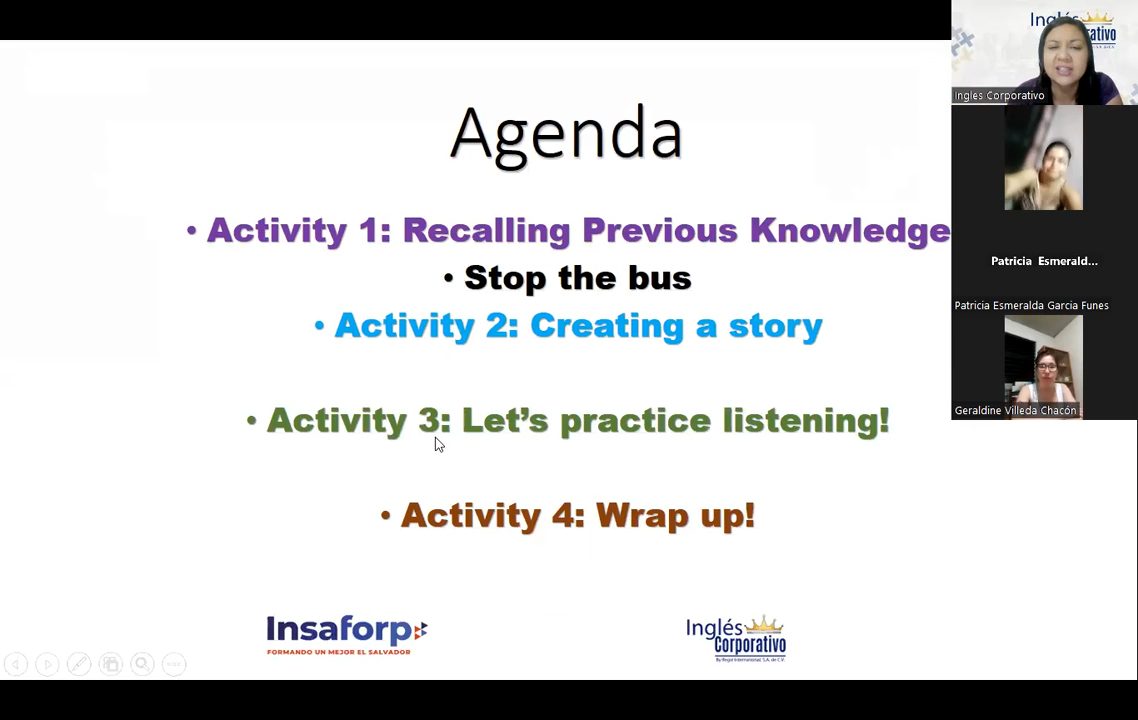 Agenda
• Activity 1: Recalling Previous Knowledge
• Stop the bus
• Activity 2: Creating a story
• Activity 3: Let's practice listening!
• Activity 4: Wrap up!
Insaforp
FORMANDO UN MEJOR EL SALVADOR
Inglés
Corporativo
By Regal International, S.A. de C.V.
Inglés
rativo
Ingles Corporativo
Patricia Esmerald...
Patricia Esmeralda Garcia Funes
Geraldine Villeda Chacón